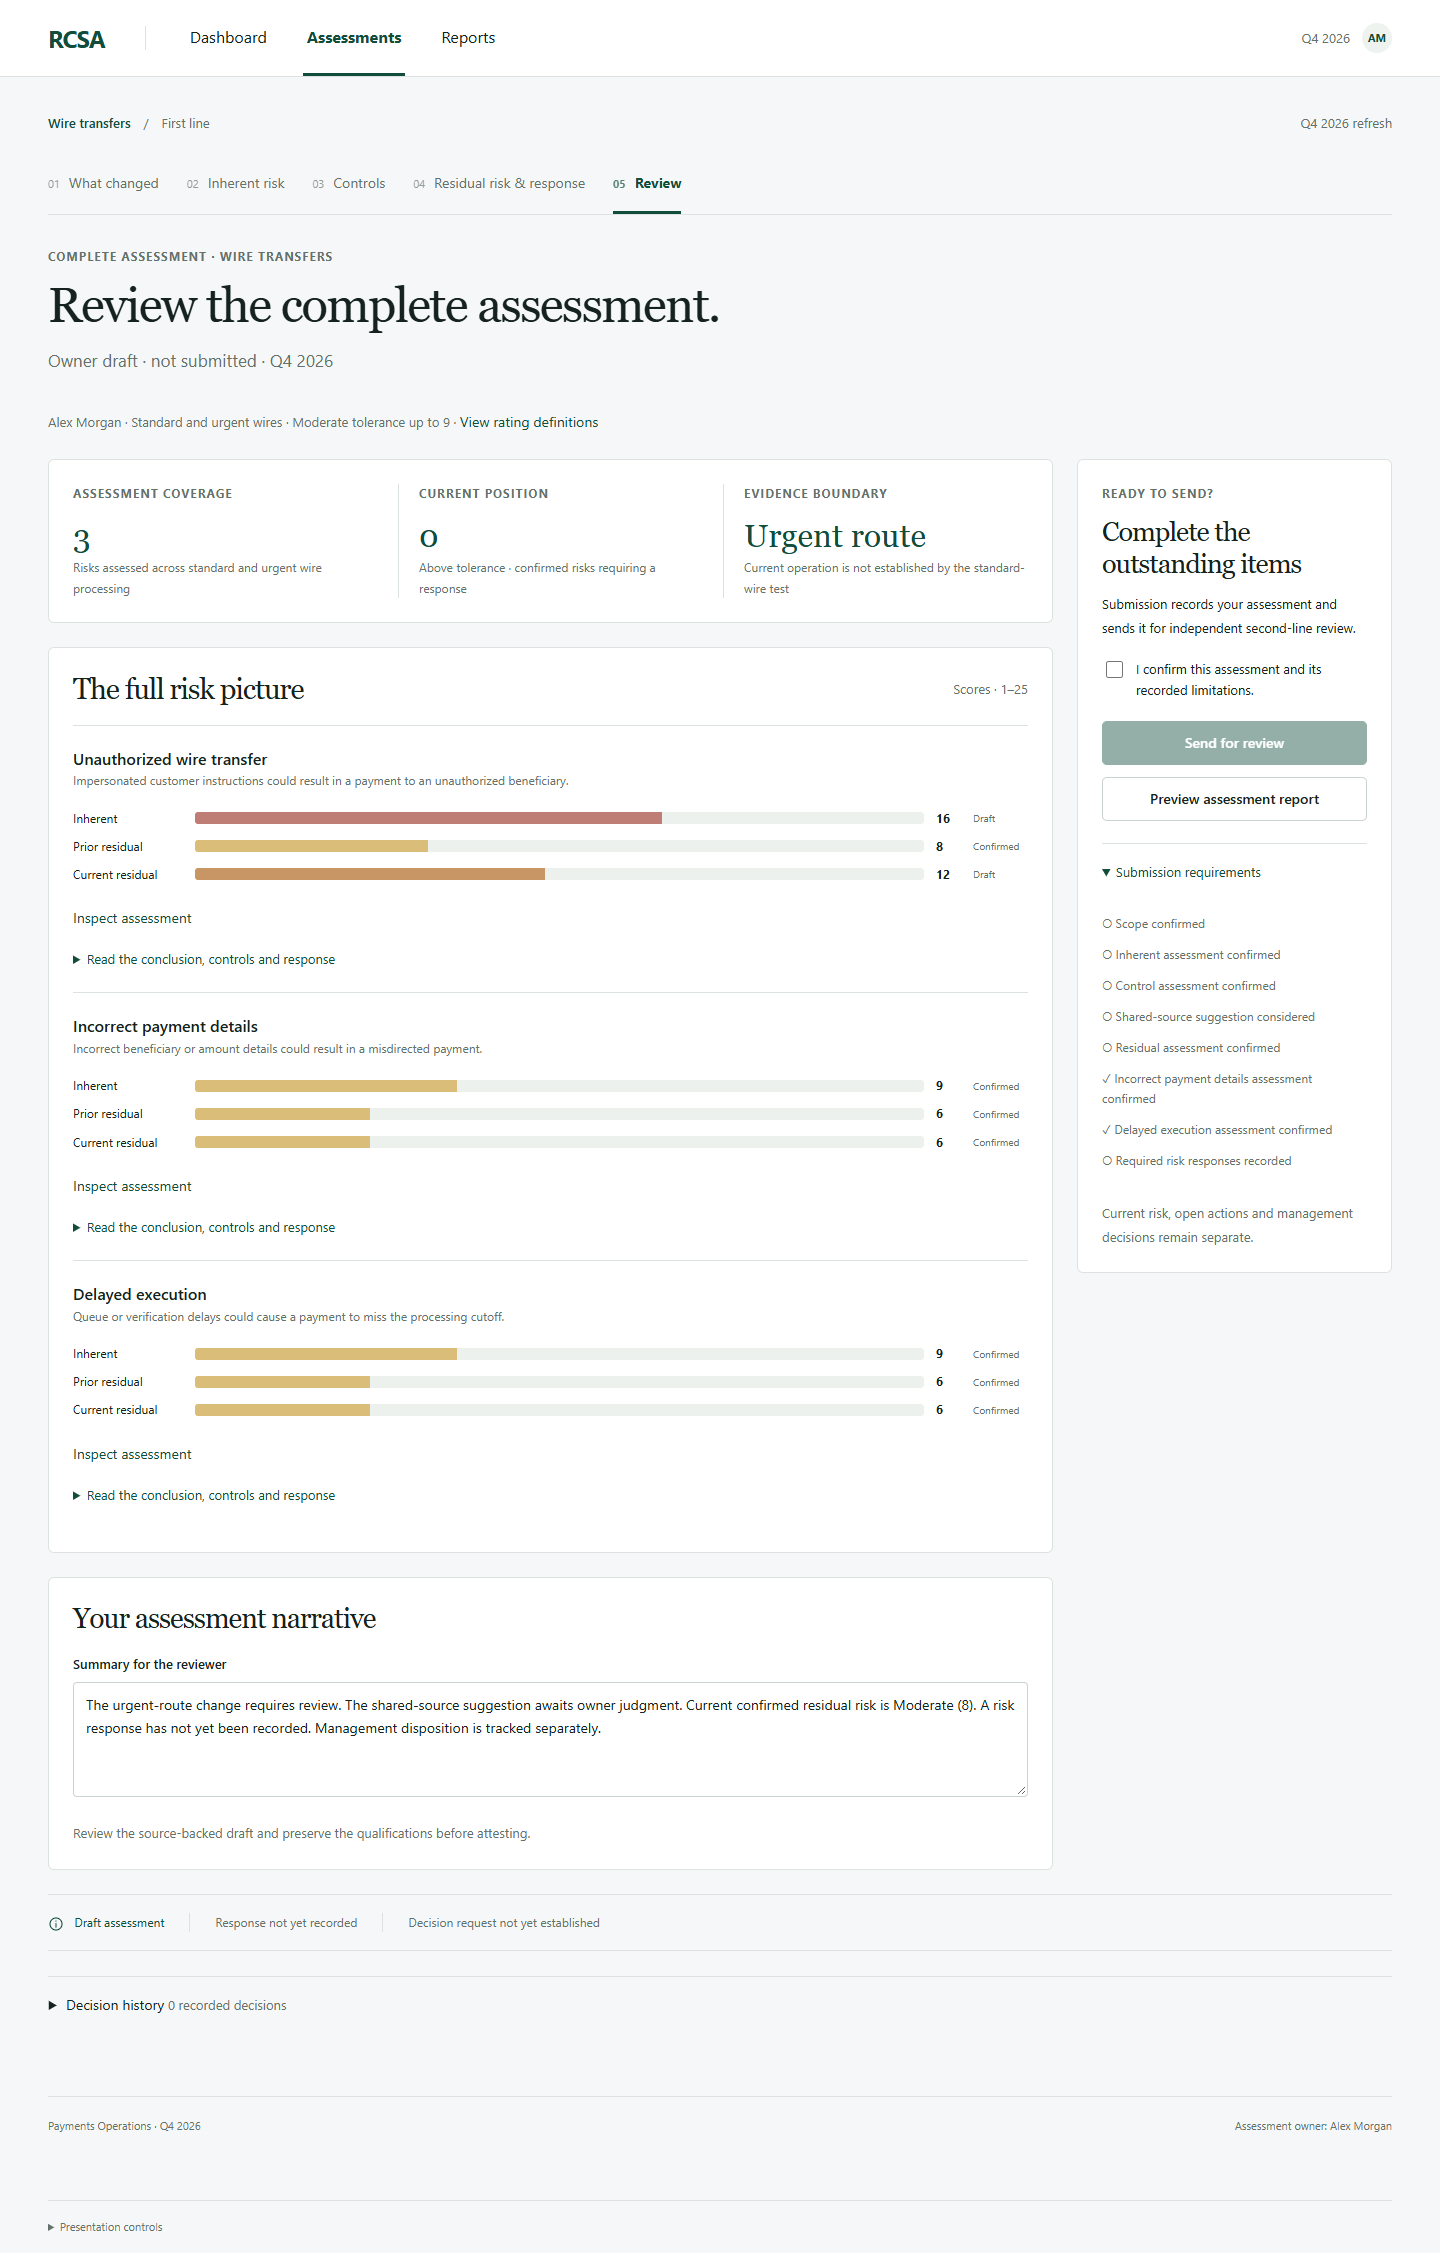 RCSA
Dashboard
Assessments
Reports
Q4 2026
AM
Wire transfers / First line
Q4 2026 refresh
01 What changed
02 Inherent risk
03 Controls
04 Residual risk & response
05 Review
COMPLETE ASSESSMENT · WIRE TRANSFERS
Review the complete assessment.
Owner draft · not submitted · Q4 2026
Alex Morgan · Standard and urgent wires · Moderate tolerance up to 9 · View rating definitions
ASSESSMENT COVERAGE
3
Risks assessed across standard and urgent wire
processing
CURRENT POSITION
0
Above tolerance · confirmed risks requiring a
response
EVIDENCE BOUNDARY
Urgent route
Current operation is not established by the standard-
wire test
The full risk picture
Scores · 1–25
Unauthorized wire transfer
Impersonated customer instructions could result in a payment to an unauthorized beneficiary.
Inherent 16 Draft
Prior residual 8 Confirmed
Current residual 12 Draft
Inspect assessment
▶ Read the conclusion, controls and response
Incorrect payment details
Incorrect beneficiary or amount details could result in a misdirected payment.
Inherent 9 Confirmed
Prior residual 6 Confirmed
Current residual 6 Confirmed
Inspect assessment
▶ Read the conclusion, controls and response
Delayed execution
Queue or verification delays could cause a payment to miss the processing cutoff.
Inherent 9 Confirmed
Prior residual 6 Confirmed
Current residual 6 Confirmed
Inspect assessment
▶ Read the conclusion, controls and response
Your assessment narrative
Summary for the reviewer
The urgent-route change requires review. The shared-source suggestion awaits owner judgment. Current confirmed residual risk is Moderate (8). A risk
response has not yet been recorded. Management disposition is tracked separately.
Review the source-backed draft and preserve the qualifications before attesting.
READY TO SEND?
Complete the
outstanding items
Submission records your assessment and
sends it for independent second-line review.
I confirm this assessment and its
recorded limitations.
Send for review
Preview assessment report
▼ Submission requirements
○ Scope confirmed
○ Inherent assessment confirmed
○ Control assessment confirmed
○ Shared-source suggestion considered
○ Residual assessment confirmed
✓ Incorrect payment details assessment
confirmed
✓ Delayed execution assessment confirmed
○ Required risk responses recorded
Current risk, open actions and management
decisions remain separate.
Draft assessment
Response not yet recorded
Decision request not yet established
▶ Decision history 0 recorded decisions
Payments Operations · Q4 2026
Assessment owner: Alex Morgan
▶ Presentation controls